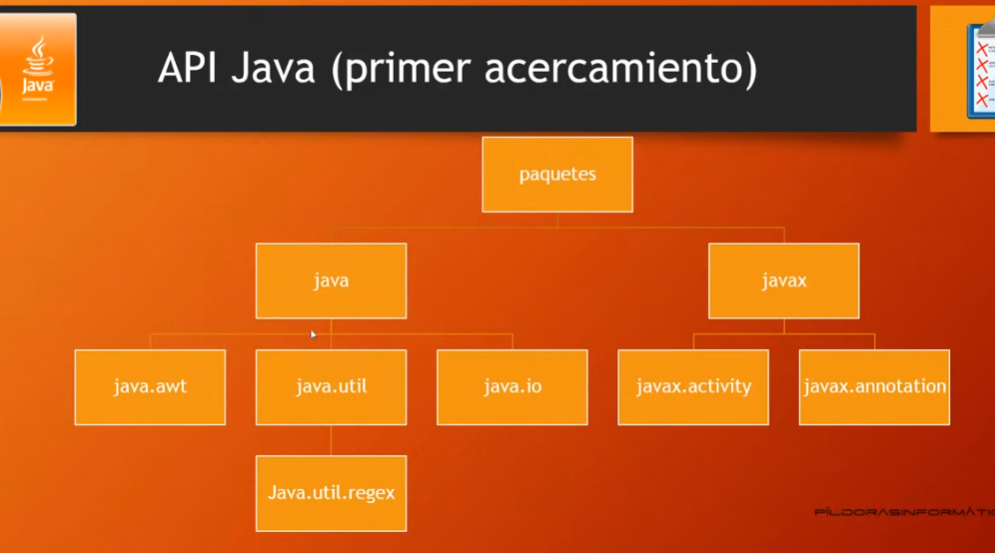 Java
API Java (primer acercamiento)
paquetes
java
javax
java.awt
java.util
java.io
javax.activity
javax.annotation
Java.util.regex